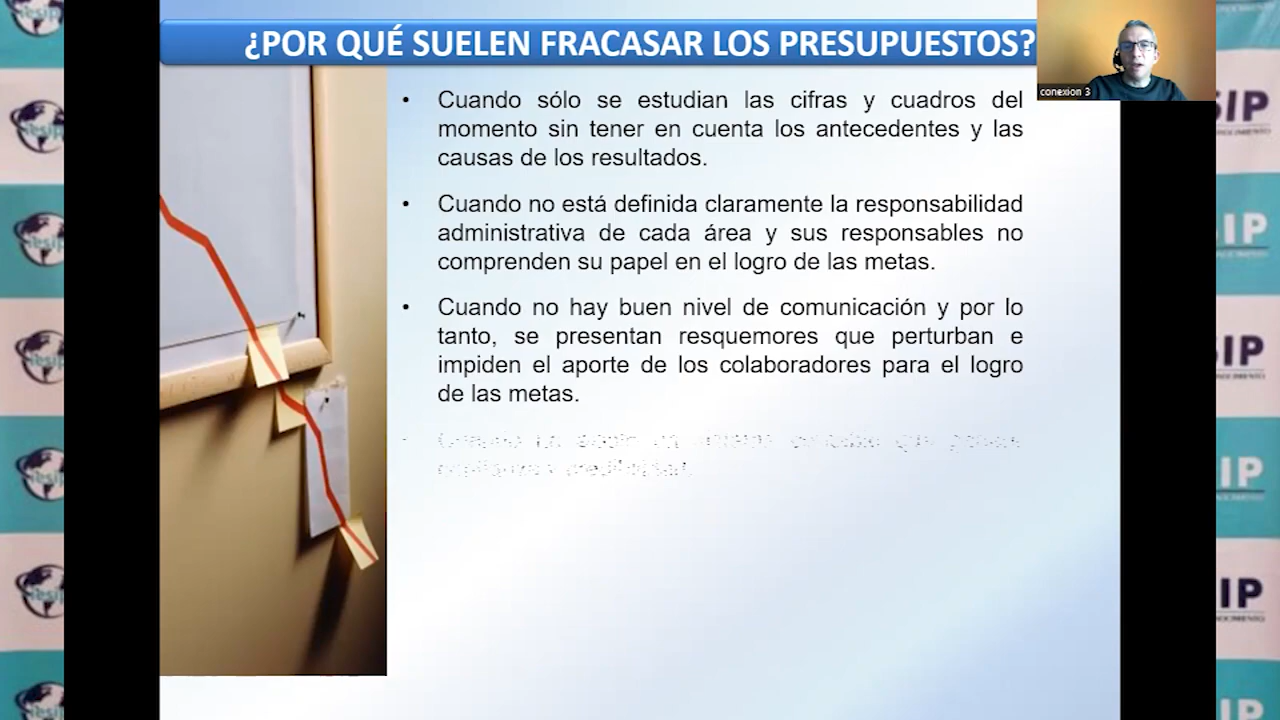 ¿POR QUÉ SUELEN FRACASAR LOS PRESUPUESTOS?
conexion 3
• Cuando sólo se estudian las cifras y cuadros del
momento sin tener en cuenta los antecedentes y las
causas de los resultados.
• Cuando no está definida claramente la responsabilidad
administrativa de cada área y sus responsables no
comprenden su papel en el logro de las metas.
• Cuando no hay buen nivel de comunicación y por lo
tanto, se presentan resquemores que perturban e
impiden el aporte de los colaboradores para el logro
de las metas.